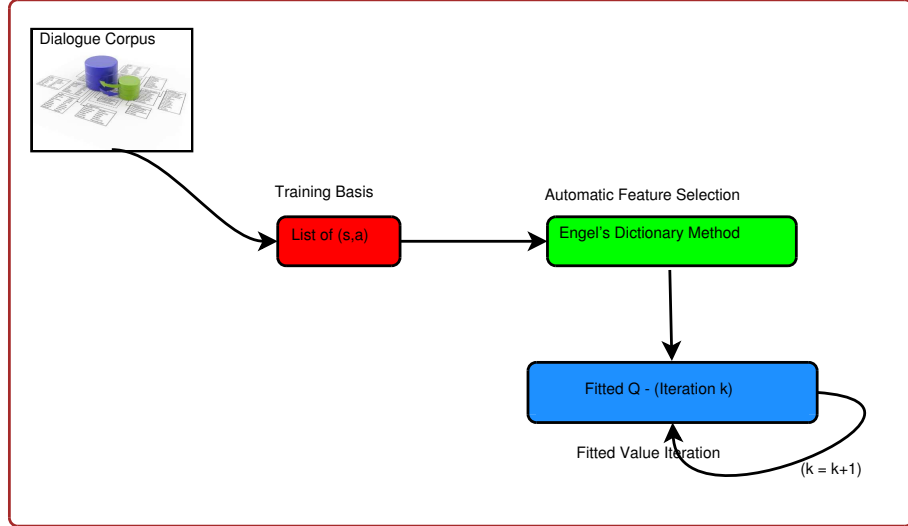 Dialogue Corpus
Training Basis
List of (s,a)
Automatic Feature Selection
Engel's Dictionary Method
Fitted Q - (Iteration k)
Fitted Value Iteration
(k = k+1)